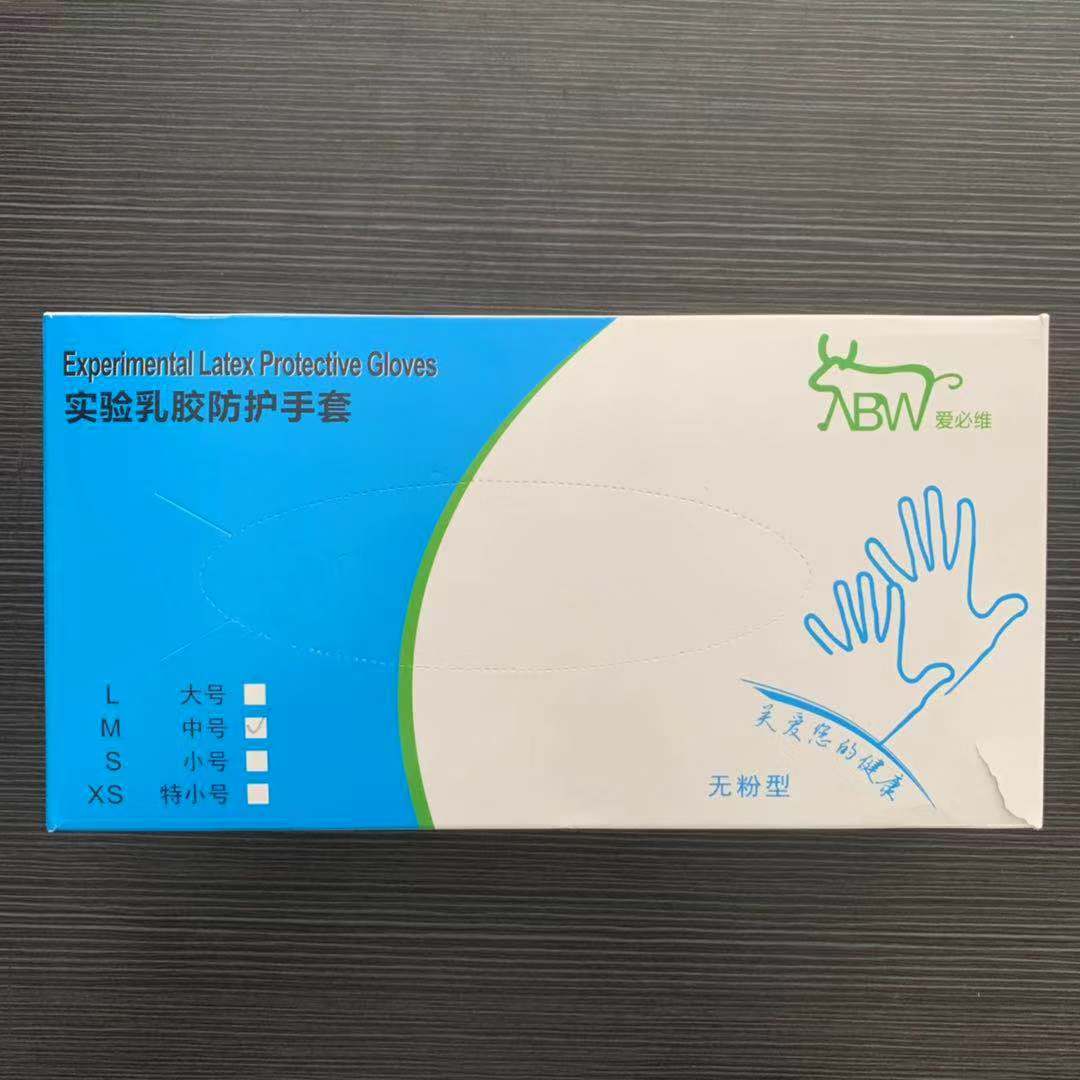 Experimental Latex Protective Gloves
实验乳胶防护手套
ABW 爱必维
L 大号
M 中号
S 小号
XS 特小号
关爱您的健康
无粉型